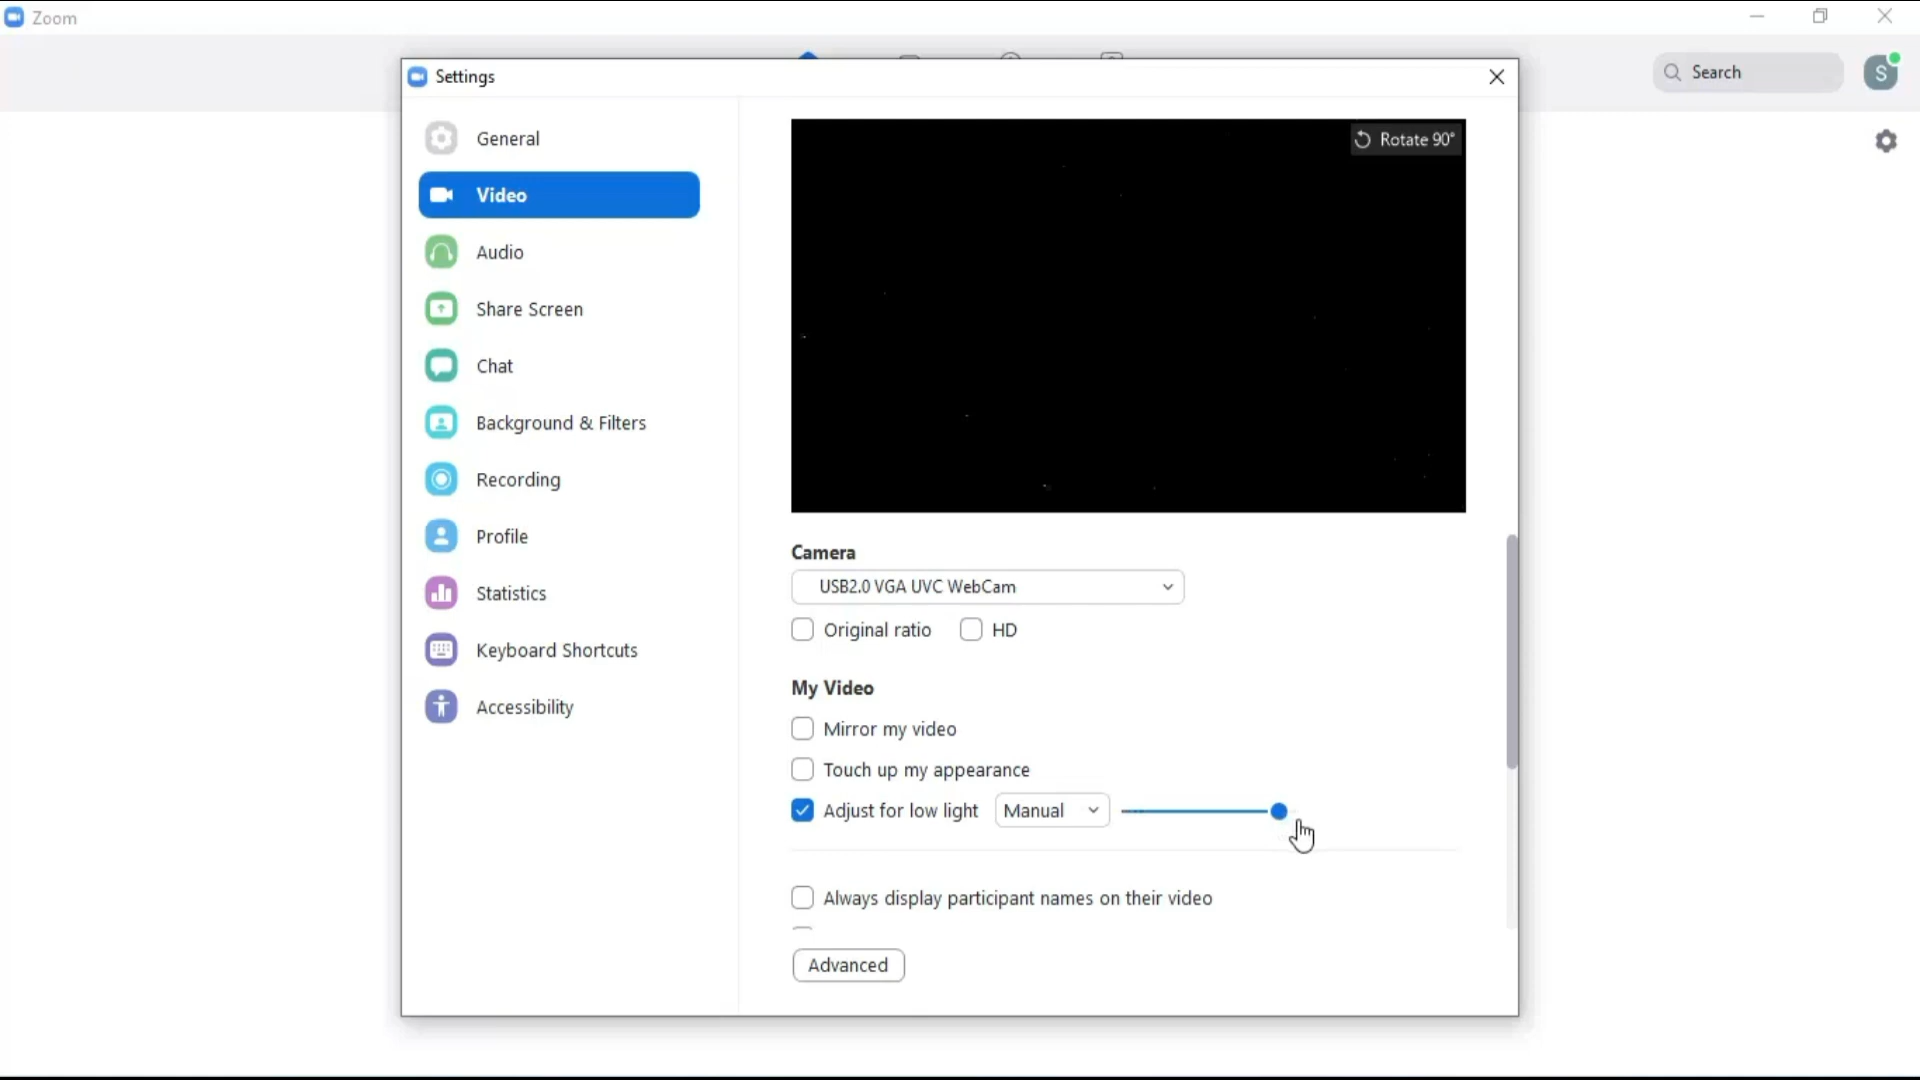 Zoom
Search
S
Settings
General
Video
Audio
Share Screen
Chat
Background & Filters
Recording
Profile
Statistics
Keyboard Shortcuts
Accessibility
Rotate 90°
Camera
USB2.0 VGA UVC WebCam
Original ratio HD
My Video
Mirror my video
Touch up my appearance
Adjust for low light Manual
Always display participant names on their video
Advanced